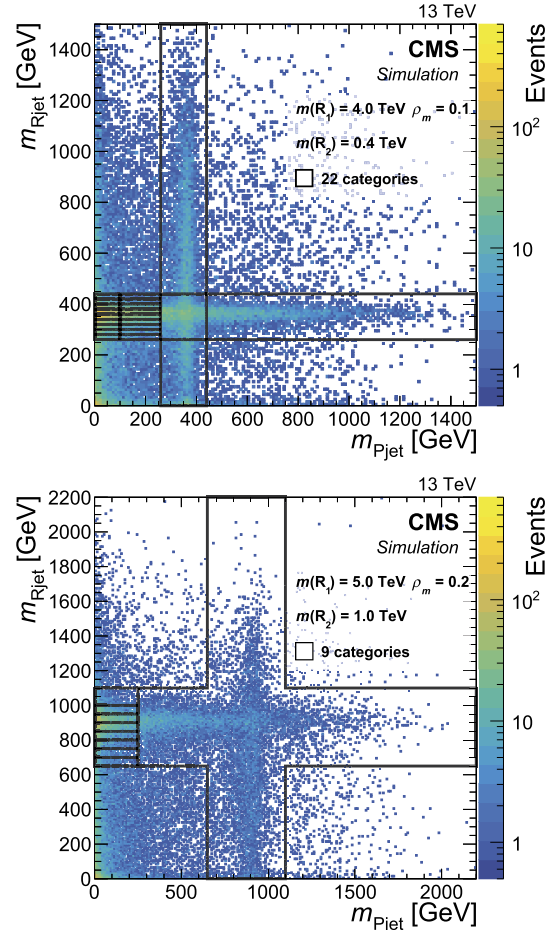 13 TeV
CMS
Simulation
m(R1) = 4.0 TeV ρm = 0.1
m(R2) = 0.4 TeV
22 categories
mRjet [GeV]
1400
1200
1000
800
600
400
200
0
0 200 400 600 800 1000 1200 1400
mPjet [GeV]
Events
10²
10
1
13 TeV
CMS
Simulation
m(R1) = 5.0 TeV ρm = 0.2
m(R2) = 1.0 TeV
9 categories
mRjet [GeV]
2200
2000
1800
1600
1400
1200
1000
800
600
400
200
0
0 500 1000 1500 2000
mPjet [GeV]
Events
10²
10
1